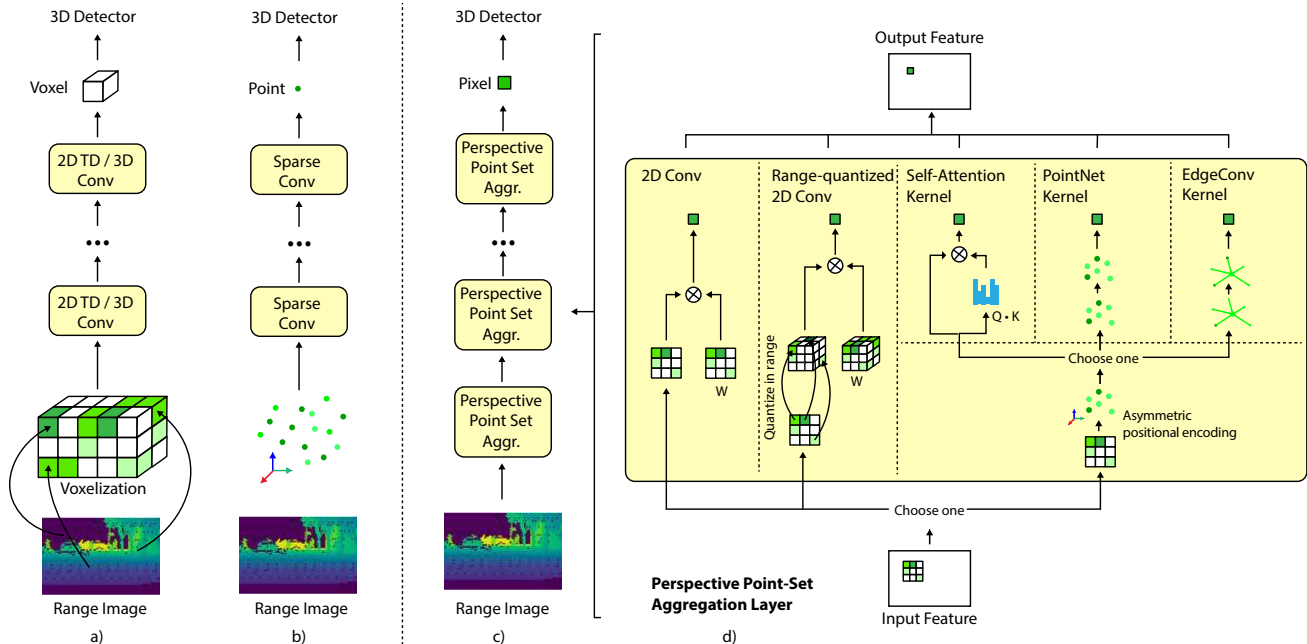 3D Detector
Voxel
2D TD / 3D
Conv
2D TD / 3D
Conv
Voxelization
Range Image
a)
3D Detector
Point
Sparse
Conv
Sparse
Conv
Range Image
b)
3D Detector
Pixel
Perspective
Point Set
Aggr.
Perspective
Point Set
Aggr.
Perspective
Point Set
Aggr.
Range Image
c)
Output Feature
2D Conv
W
Range-quantized
2D Conv
Quantize in range
W
Self-Attention
Kernel
Q • K
PointNet
Kernel
EdgeConv
Kernel
Choose one
Asymmetric
positional encoding
Choose one
Perspective Point-Set
Aggregation Layer
Input Feature
d)